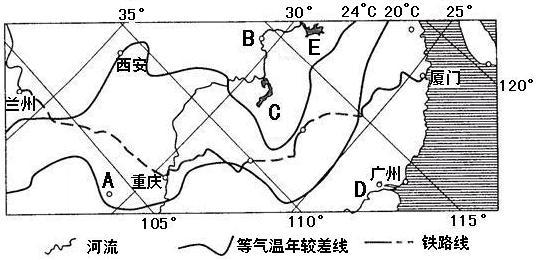 35° 30° 24°C 20°C 25°
B E
西安
C 厦门
兰州 120°
A 重庆 广州
D
105° 110° 115°
河流 等气温年较差线 铁路线